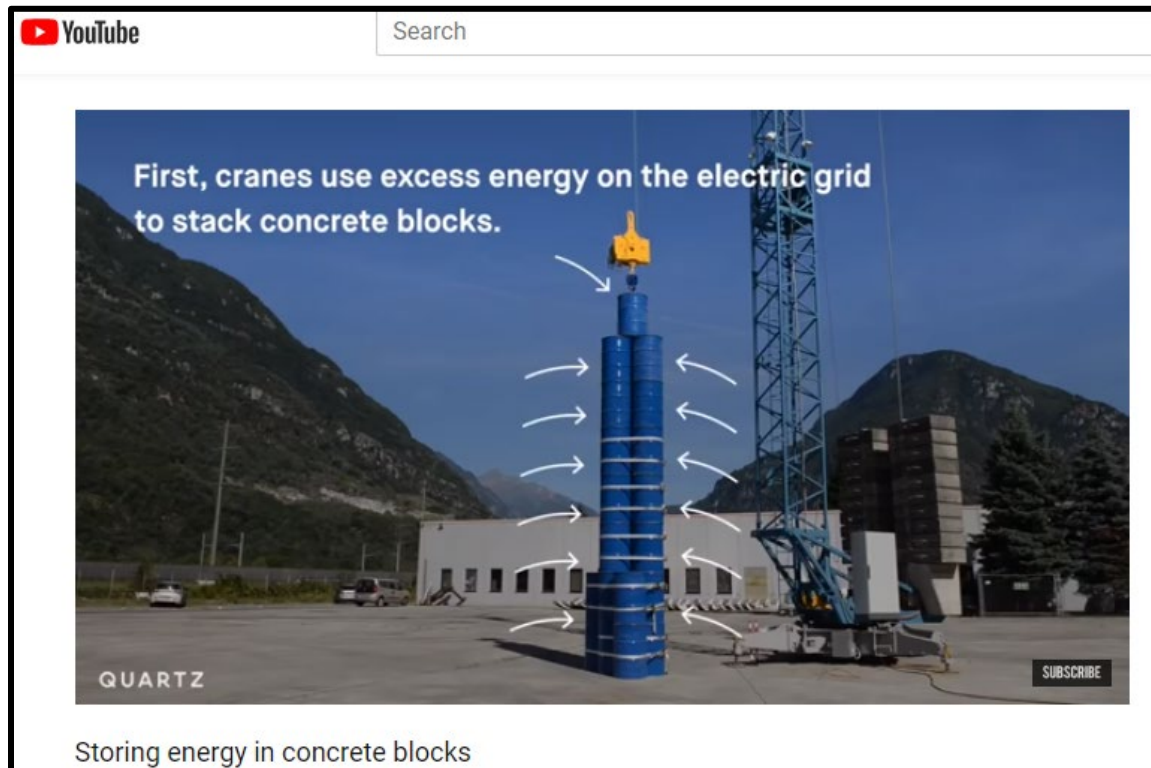 YouTube
Search
First, cranes use excess energy on the electric grid
to stack concrete blocks.
QUARTZ
SUBSCRIBE
Storing energy in concrete blocks